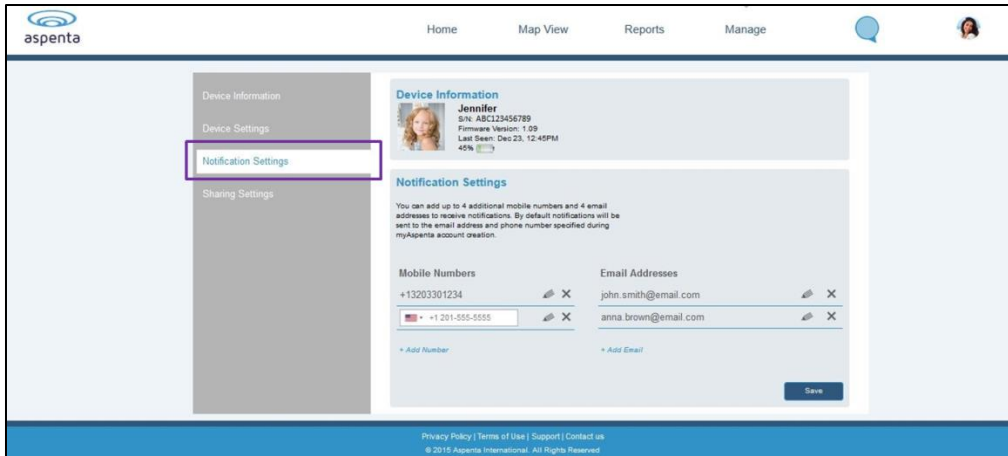 aspenta
Home
Map View
Reports
Manage
Device Information
Device Settings
Notification Settings
Sharing Settings
Device Information
Jennifer
S/N: ABC123456789
Firmware Version: 1.09
Last Seen: Dec 23, 12:45PM
45%
Notification Settings
You can add up to 4 additional mobile numbers and 4 email
addresses to receive notifications. By default notifications will be
sent to the email address and phone number specified during
myAspenta account creation.
Mobile Numbers
Email Addresses
+13203301234
john.smith@email.com
+1 201-555-5555
anna.brown@email.com
+ Add Number
+ Add Email
Save
Privacy Policy | Terms of Use | Support | Contact us
© 2015 Aspenta International. All Rights Reserved